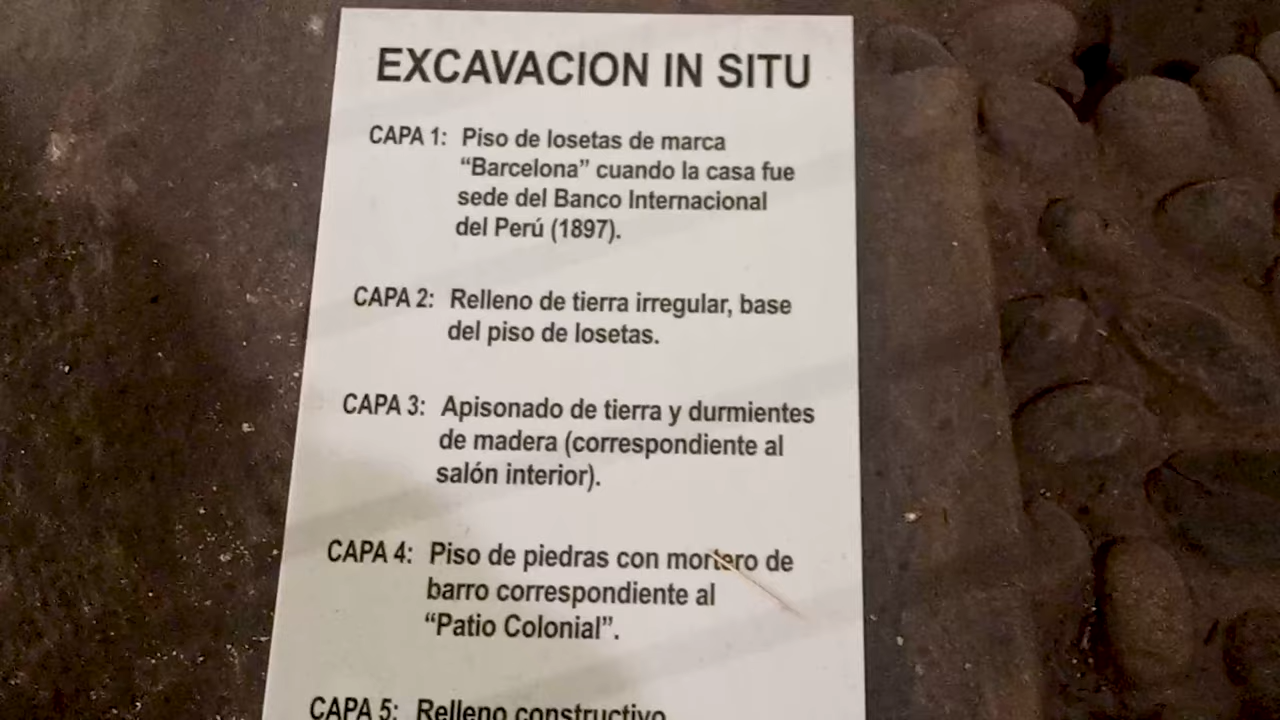 EXCAVACION IN SITU
CAPA 1: Piso de losetas de marca
“Barcelona” cuando la casa fue
sede del Banco Internacional
del Perú (1897).
CAPA 2: Relleno de tierra irregular, base
del piso de losetas.
CAPA 3: Apisonado de tierra y durmientes
de madera (correspondiente al
salón interior).
CAPA 4: Piso de piedras con mortero de
barro correspondiente al
“Patio Colonial”.
CAPA 5: Relleno constructivo